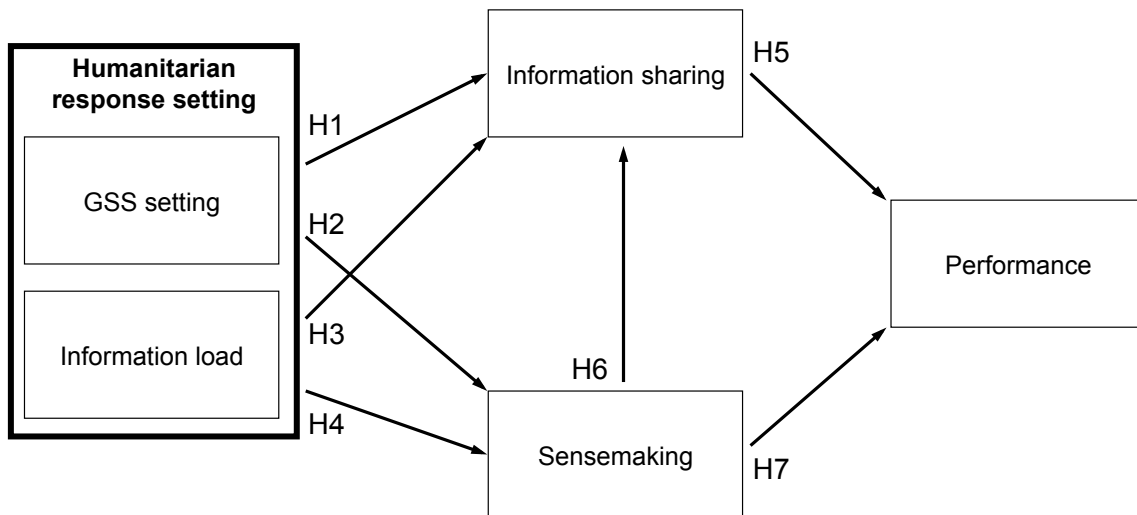 Humanitarian
response setting
GSS setting
Information load
H1
H2
H3
H4
Information sharing
H5
H6
Sensemaking
H7
Performance